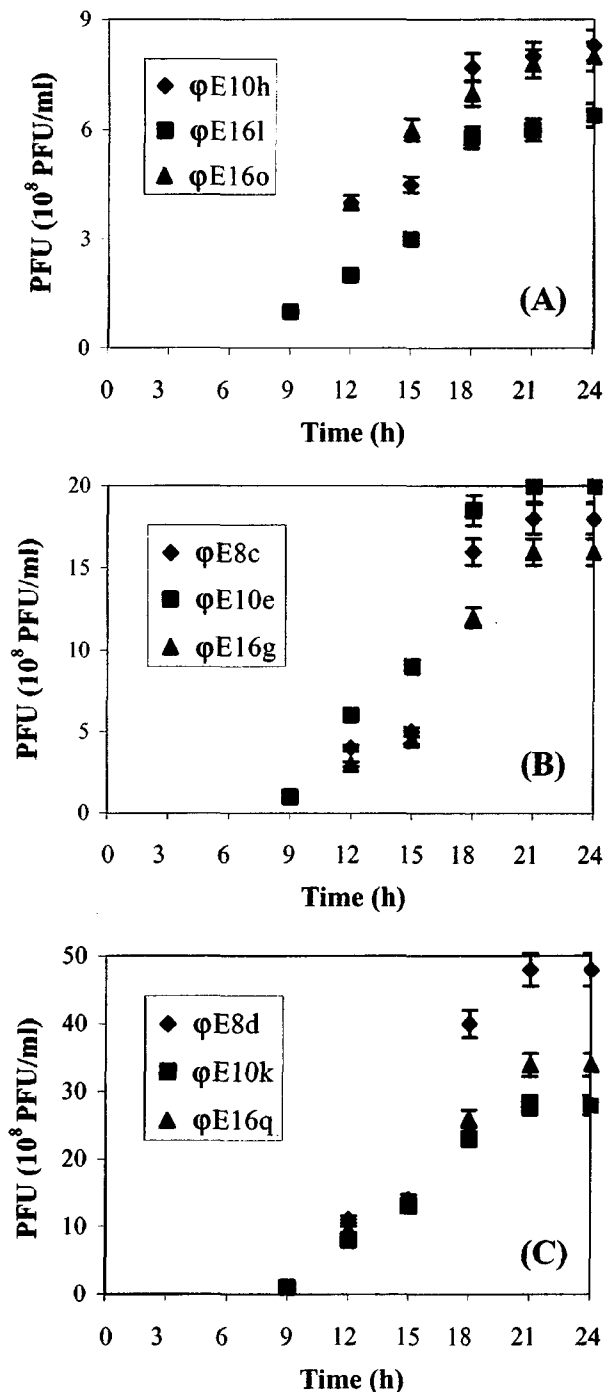 9
6
3
0
PFU (10⁸ PFU/ml)
φE10h
φE16l
φE16o
(A)
0 3 6 9 12 15 18 21 24
Time (h)
20
15
10
5
0
PFU (10⁸ PFU/ml)
φE8c
φE10e
φE16g
(B)
0 3 6 9 12 15 18 21 24
Time (h)
50
40
30
20
10
0
PFU (10⁸ PFU/ml)
φE8d
φE10k
φE16q
(C)
0 3 6 9 12 15 18 21 24
Time (h)